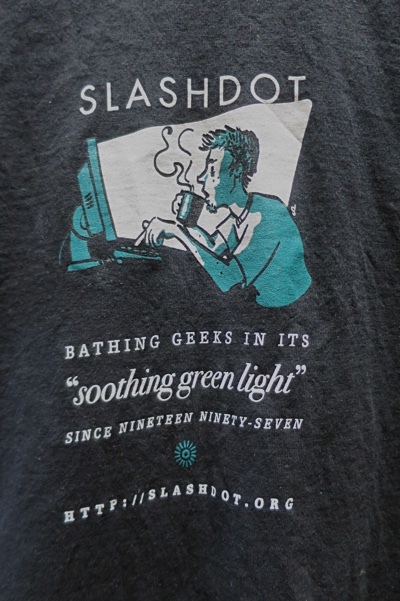 SLASHDOT
BATHING GEEKS IN ITS
“soothing green light”
SINCE NINETEEN NINETY-SEVEN
HTTP://SLASHDOT.ORG